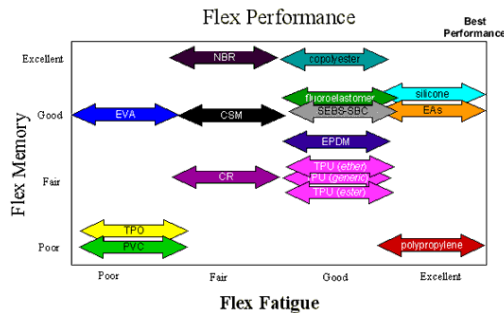 Flex Performance
Best
Performance
Excellent
NBR
copolyester
silicone
fluoroelastomer
Good
EVA
CSM
SEBS-SBC
EAs
EPDM
Flex Memory
Fair
CR
TPU (ether)
PU (generic)
TPU (ester)
TPO
Poor
PVC
polypropylene
Poor
Fair
Good
Excellent
Flex Fatigue